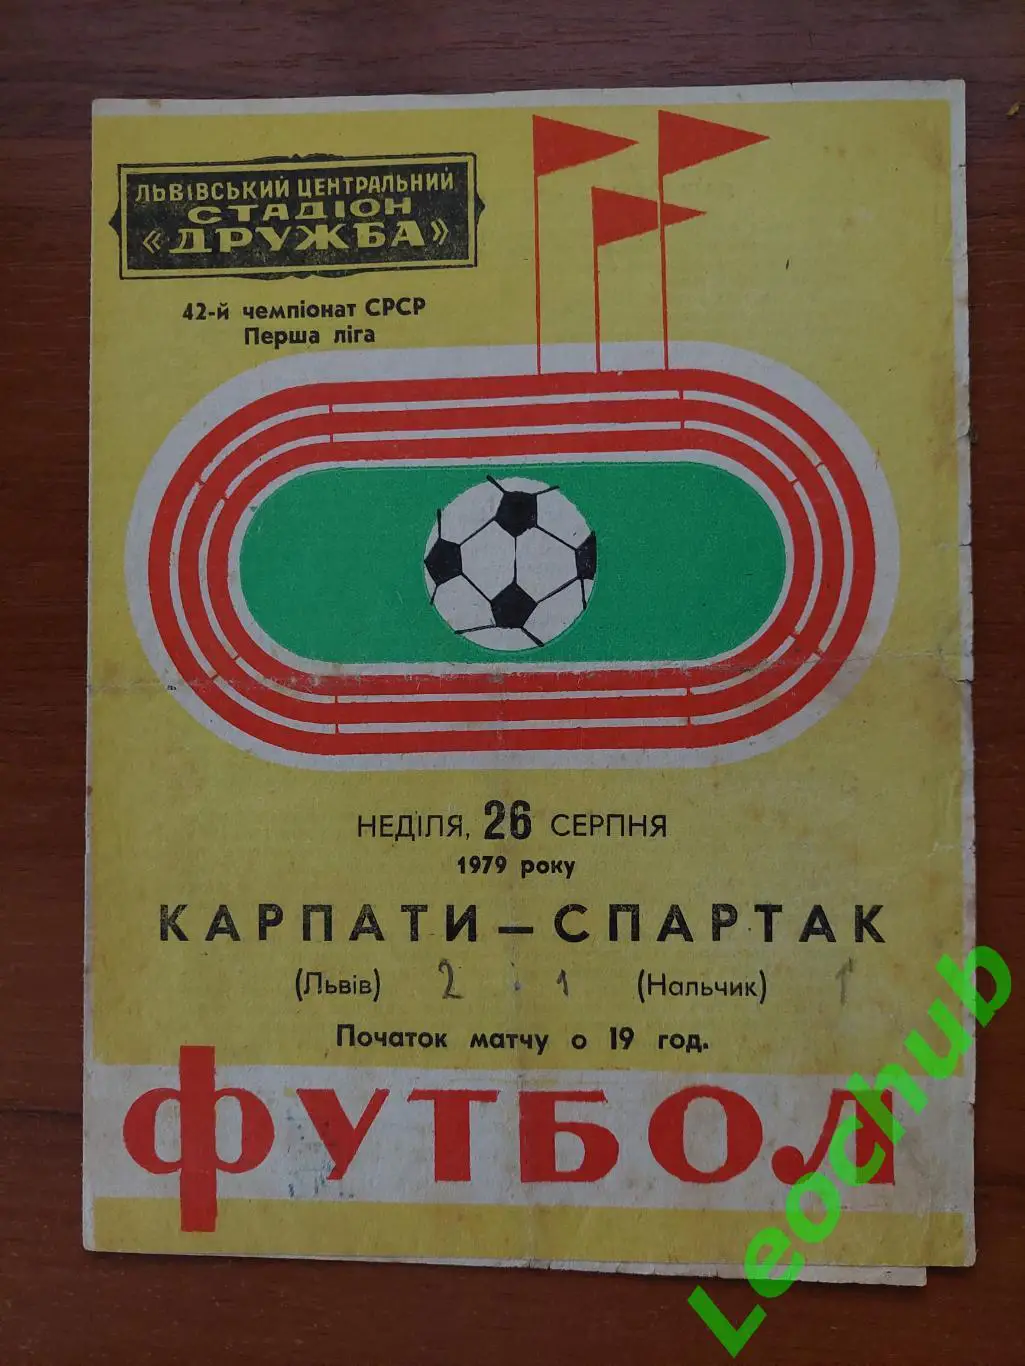 ЛЬВІВСЬКИЙ ЦЕНТРАЛЬНИЙ
СТАДІОН
«ДРУЖБА»
42-й чемпіонат СРСР
Перша ліга
НЕДІЛЯ, 26 СЕРПНЯ
1979 року
КАРПАТИ — СПАРТАК
(Львів) 2 : 1 (Нальчик) 1
Початок матчу о 19 год.
ФУТБОЛ
Leochub